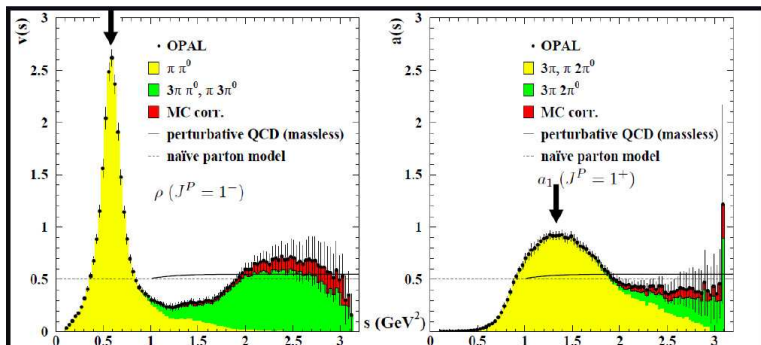 v(s)
3
2.5
2
1.5
1
0.5
0
OPAL
π π⁰
3π π⁰, π 3π⁰
MC corr.
perturbative QCD (massless)
naïve parton model
ρ (Jᴾ = 1⁻)
0 0.5 1 1.5 2 2.5 3
s (GeV²)
a(s)
3
2.5
2
1.5
1
0.5
0
OPAL
3π, π 2π⁰
3π 2π⁰
MC corr.
perturbative QCD (massless)
naïve parton model
a₁ (Jᴾ = 1⁺)
0 0.5 1 1.5 2 2.5 3